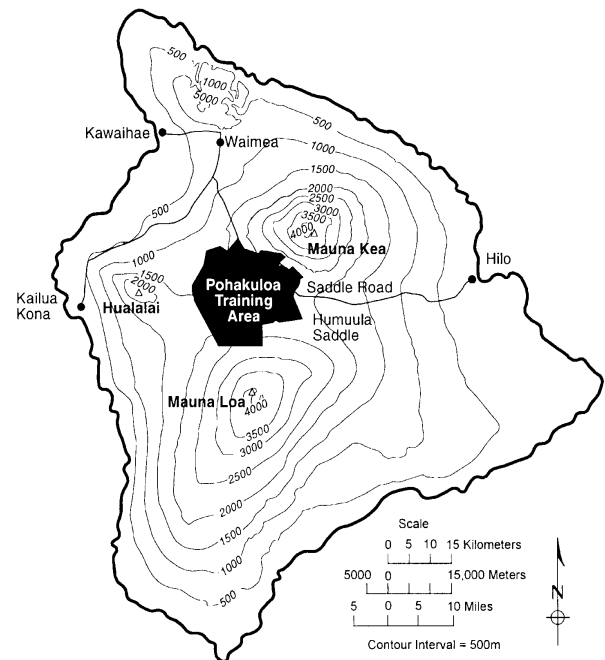 500
1000
5000
Kawaihae
Waimea
500
1000
1500
2000
2500
3000
3500
4000
Mauna Kea
500
1000
1500
2000
Hualalai
Kailua
Kona
Pohakuloa
Training
Area
Saddle Road
Hilo
Humuula
Saddle
Mauna Loa
4000
3500
3000
2500
2000
1500
1000
500
Scale
0 5 10 15 Kilometers
5000 0 15,000 Meters
5 0 5 10 Miles
Contour Interval = 500m
N